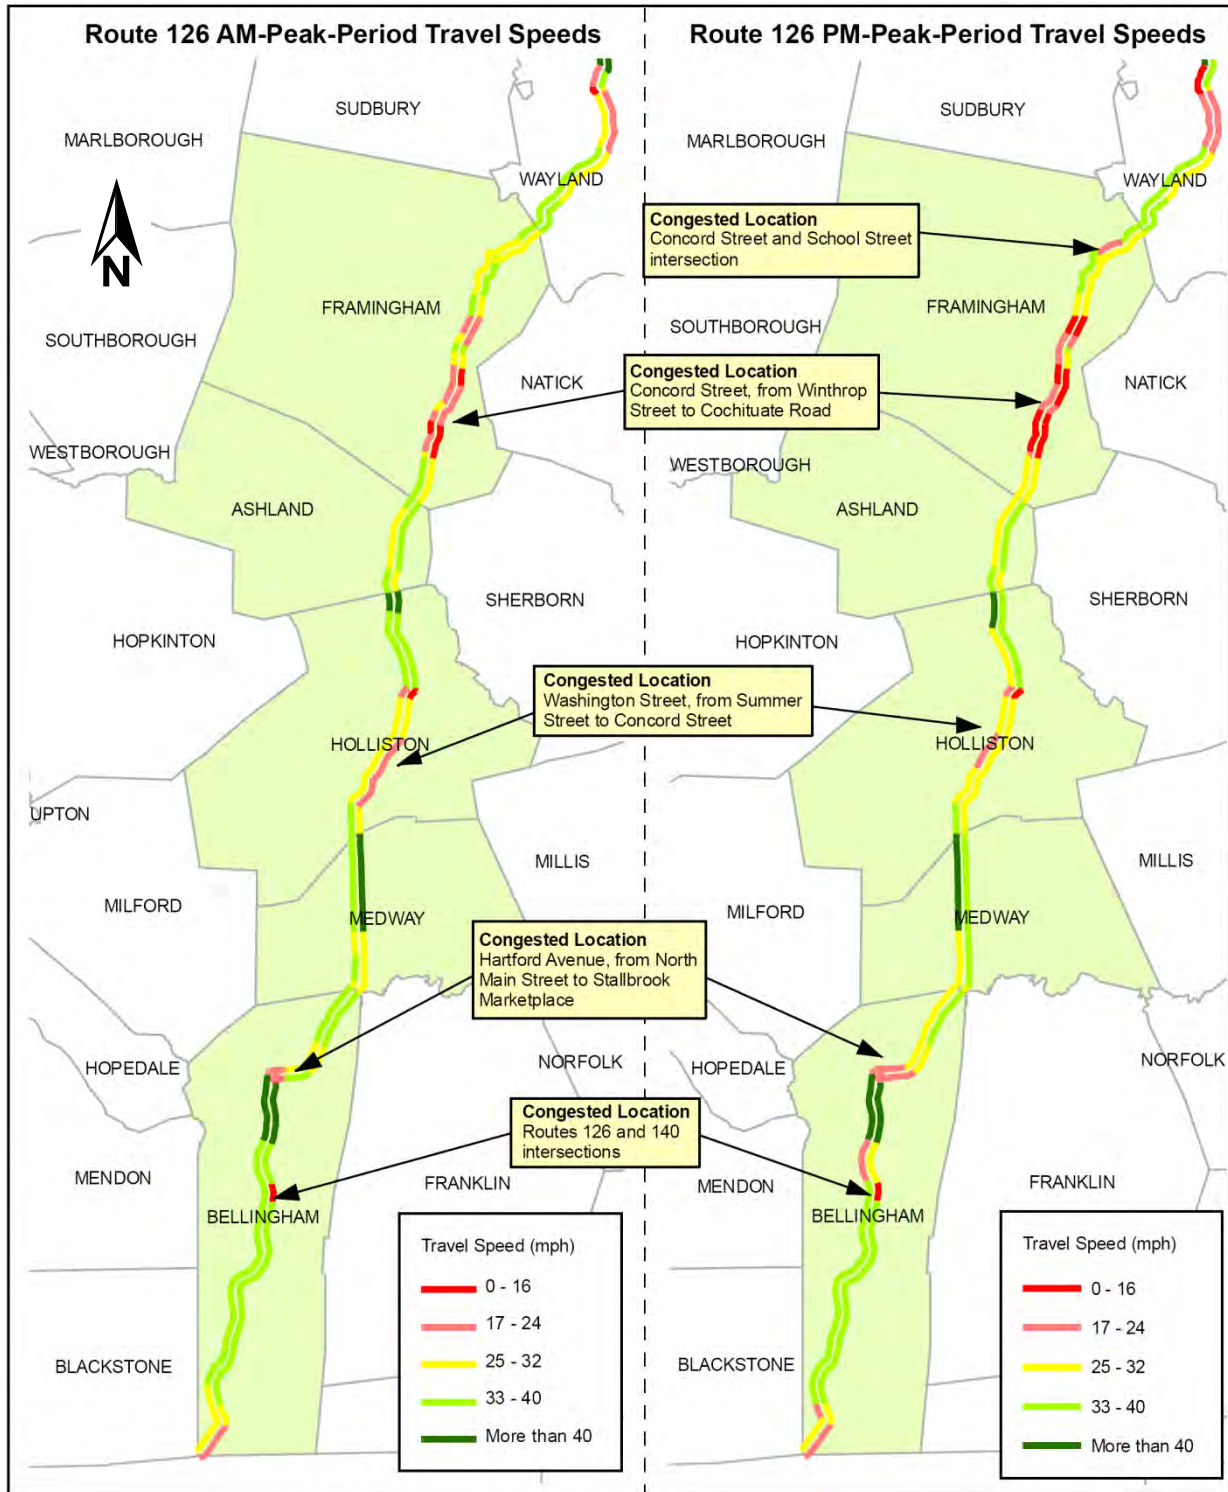 Route 126 AM-Peak-Period Travel Speeds
SUDBURY
MARLBOROUGH
WAYLAND
N
FRAMINGHAM
SOUTHBOROUGH
NATICK
WESTBOROUGH
ASHLAND
SHERBORN
HOPKINTON
HOLLISTON
UPTON
MILLIS
MILFORD
MEDWAY
HOPEDALE
NORFOLK
MENDON
FRANKLIN
BELLINGHAM
BLACKSTONE
Travel Speed (mph)
0 - 16
17 - 24
25 - 32
33 - 40
More than 40
Congested Location
Concord Street and School Street
intersection
Congested Location
Concord Street, from Winthrop
Street to Cochituate Road
Congested Location
Washington Street, from Summer
Street to Concord Street
Congested Location
Hartford Avenue, from North
Main Street to Stallbrook
Marketplace
Congested Location
Routes 126 and 140
intersections
Route 126 PM-Peak-Period Travel Speeds
SUDBURY
MARLBOROUGH
WAYLAND
FRAMINGHAM
SOUTHBOROUGH
NATICK
WESTBOROUGH
ASHLAND
SHERBORN
HOPKINTON
HOLLISTON
MILLIS
MILFORD
MEDWAY
HOPEDALE
NORFOLK
MENDON
FRANKLIN
BELLINGHAM
BLACKSTONE
Travel Speed (mph)
0 - 16
17 - 24
25 - 32
33 - 40
More than 40